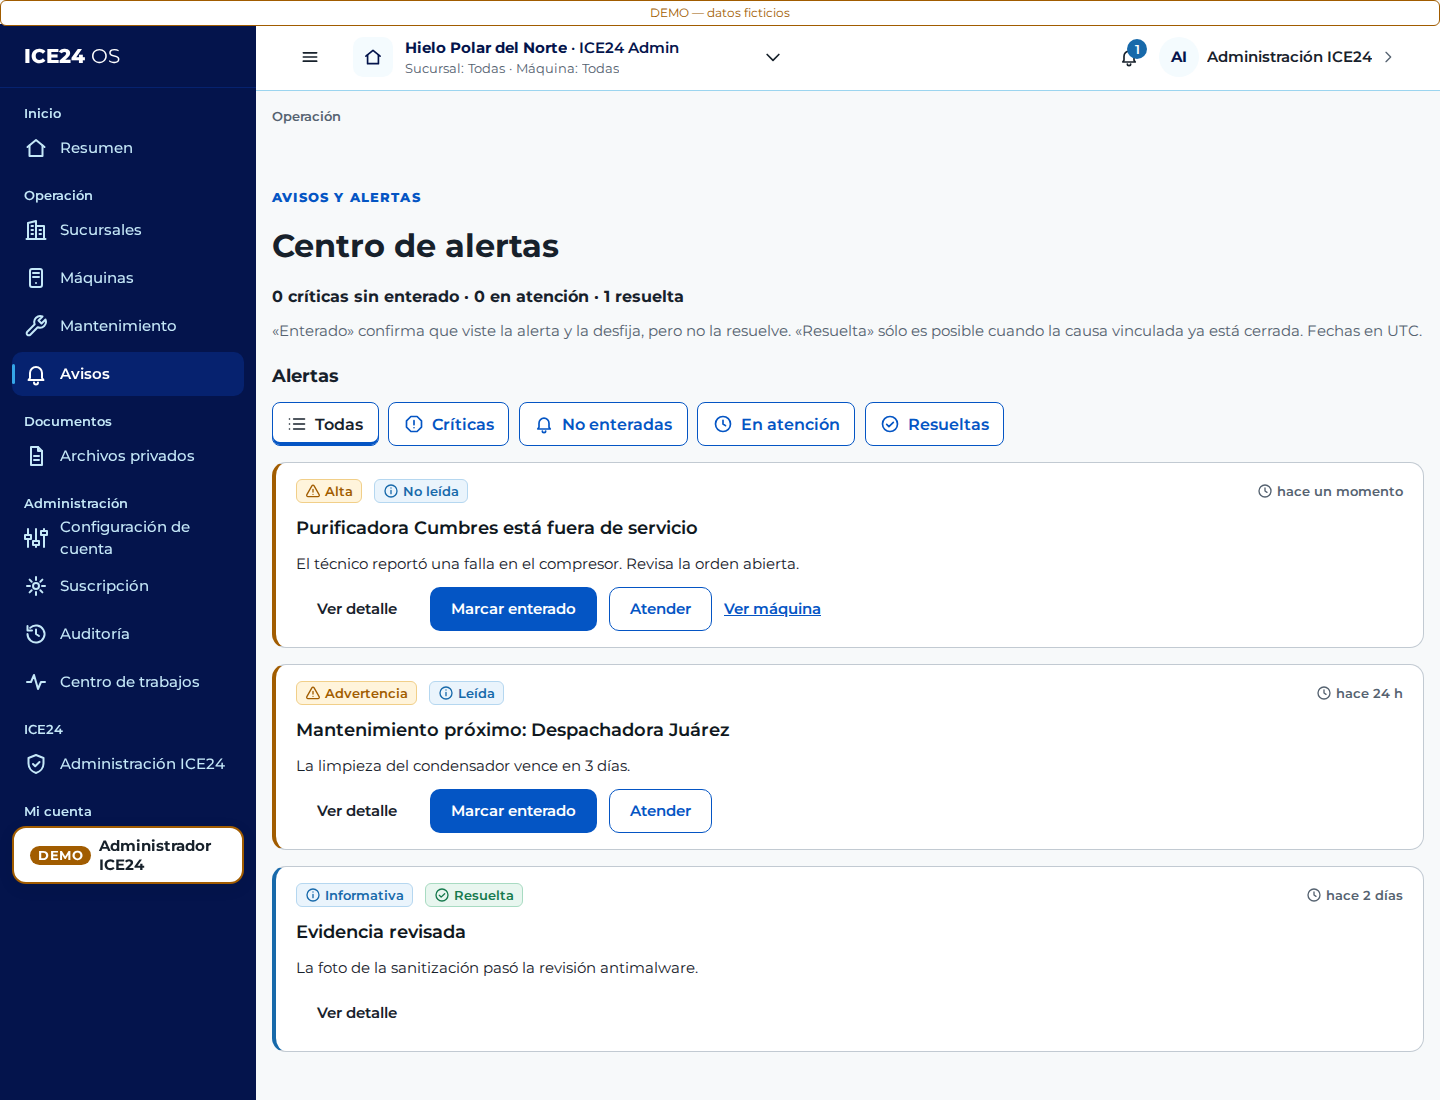 DEMO — datos ficticios
ICE24 OS
Inicio
Resumen
Operación
Sucursales
Máquinas
Mantenimiento
Avisos
Documentos
Archivos privados
Administración
Configuración de
cuenta
Suscripción
Auditoría
Centro de trabajos
ICE24
Administración ICE24
Mi cuenta
DEMO Administrador
ICE24
Hielo Polar del Norte · ICE24 Admin
Sucursal: Todas · Máquina: Todas
1
AI Administración ICE24
Operación
AVISOS Y ALERTAS
Centro de alertas
0 críticas sin enterado · 0 en atención · 1 resuelta
«Enterado» confirma que viste la alerta y la desfija, pero no la resuelve. «Resuelta» sólo es posible cuando la causa vinculada ya está cerrada. Fechas en UTC.
Alertas
Todas Críticas No enteradas En atención Resueltas
Alta No leída hace un momento
Purificadora Cumbres está fuera de servicio
El técnico reportó una falla en el compresor. Revisa la orden abierta.
Ver detalle Marcar enterado Atender Ver máquina
Advertencia Leída hace 24 h
Mantenimiento próximo: Despachadora Juárez
La limpieza del condensador vence en 3 días.
Ver detalle Marcar enterado Atender
Informativa Resuelta hace 2 días
Evidencia revisada
La foto de la sanitización pasó la revisión antimalware.
Ver detalle